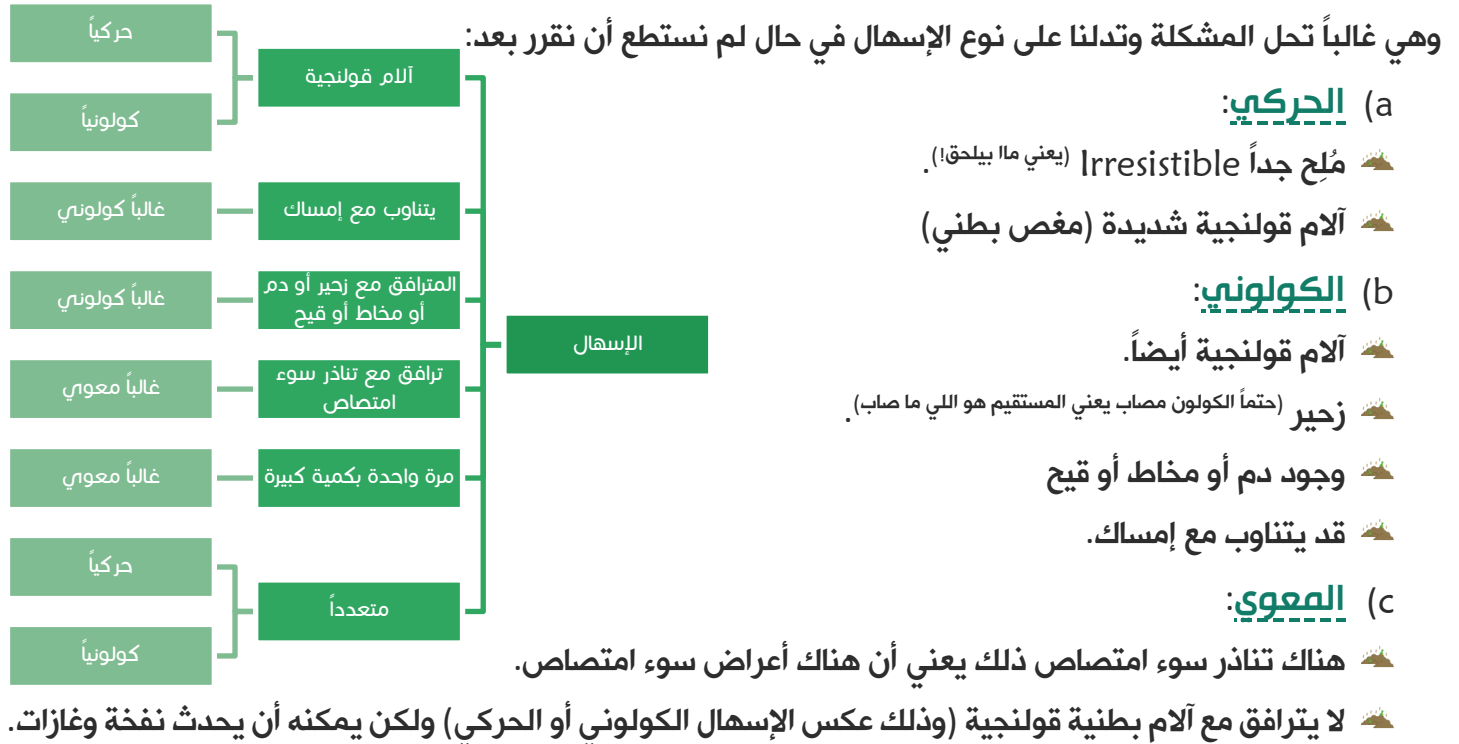 وهي غالباً تحل المشكلة وتدلنا على نوع الإسهال في حال لم نستطع أن نقرر بعد:
a) الحركي:
مُلِح جداً Irresistible (يعني ماا بيلحق!).
آلام قولنجية شديدة (مغص بطني)
b) الكولوني:
آلام قولنجية أيضاً.
زحير (حتماً الكولون مصاب يعني المستقيم هو اللي ما صاب).
وجود دم أو مخاط أو قيح
قد يتناوب مع إمساك.
c) المعوي:
هناك تناذر سوء امتصاص ذلك يعني أن هناك أعراض سوء امتصاص.
لا يترافق مع آلام بطنية قولنجية (وذلك عكس الإسهال الكولوني أو الحركي) ولكن يمكنه أن يحدث نفخة وغازات.
الإسهال
آلام قولنجية
حركياً
كولونياً
يتناوب مع إمساك
غالباً كولوني
المترافق مع زحير أو دم
أو مخاط أو قيح
غالباً كولوني
ترافق مع تناذر سوء
امتصاص
غالباً معوي
مرة واحدة بكمية كبيرة
غالباً معوي
متعدداً
حركياً
كولونياً